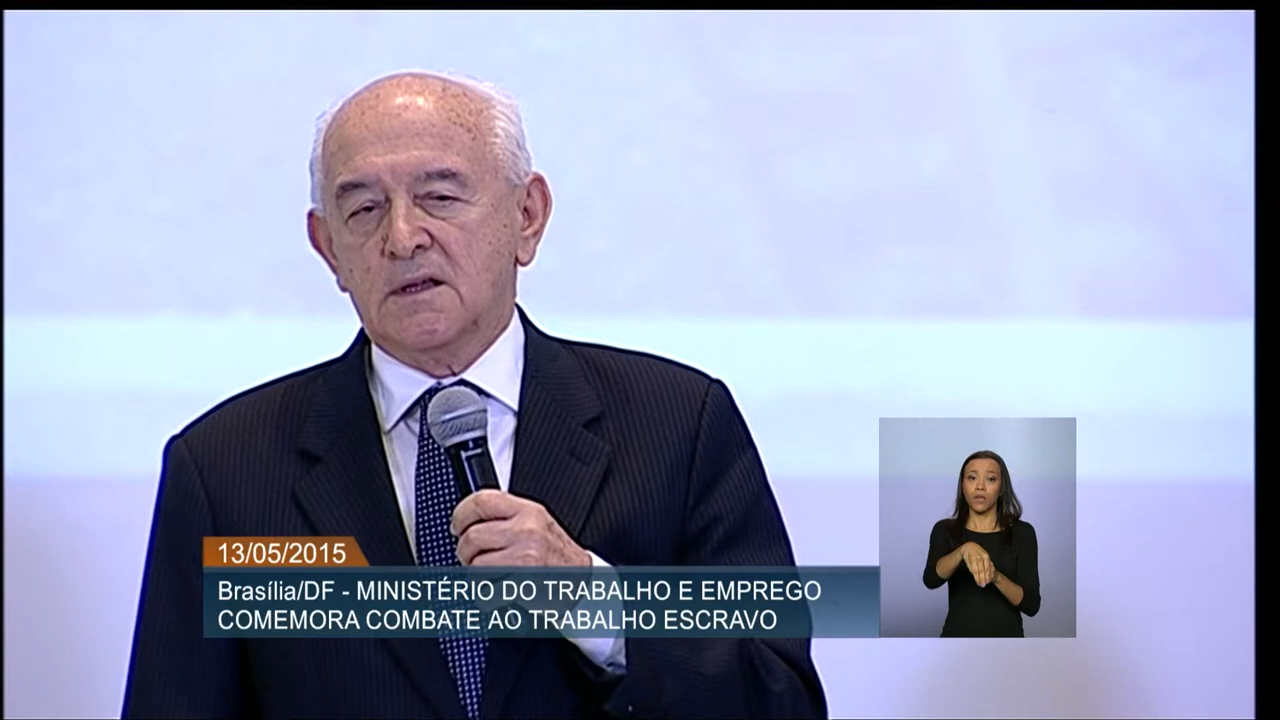 13/05/2015
Brasília/DF - MINISTÉRIO DO TRABALHO E EMPREGO
COMEMORA COMBATE AO TRABALHO ESCRAVO